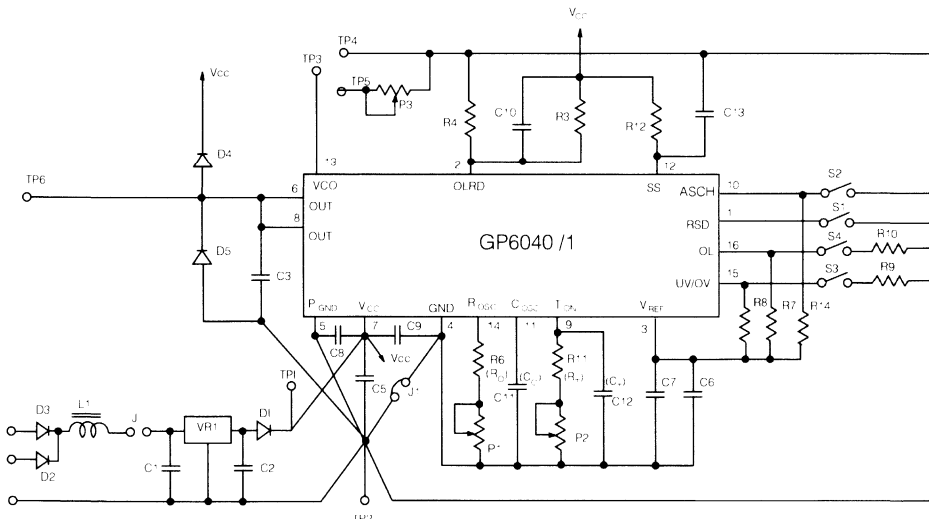 VCC
TP4
TP3
TP5
P3
Vcc
R4
C10
R3
R12
C13
D4
13
2
12
TP6
VCO
OLRD
SS
ASCH
10
S2
6
OUT
8
OUT
RSD
1
S1
D5
GP6040 /1
OL
16
S4
R10
C3
UV/OV
15
S3
R9
R8
R7
R14
PGND
VCC
GND
ROSC
COSC
TON
VREF
5
7
4
14
11
9
3
C8
C9
Vcc
R6
(RO)
R11
(CO)
C11
C12
C7
C6
TP1
C5
J1
D3
L1
J
VR1
D1
P1
P2
D2
C1
C2
TP2